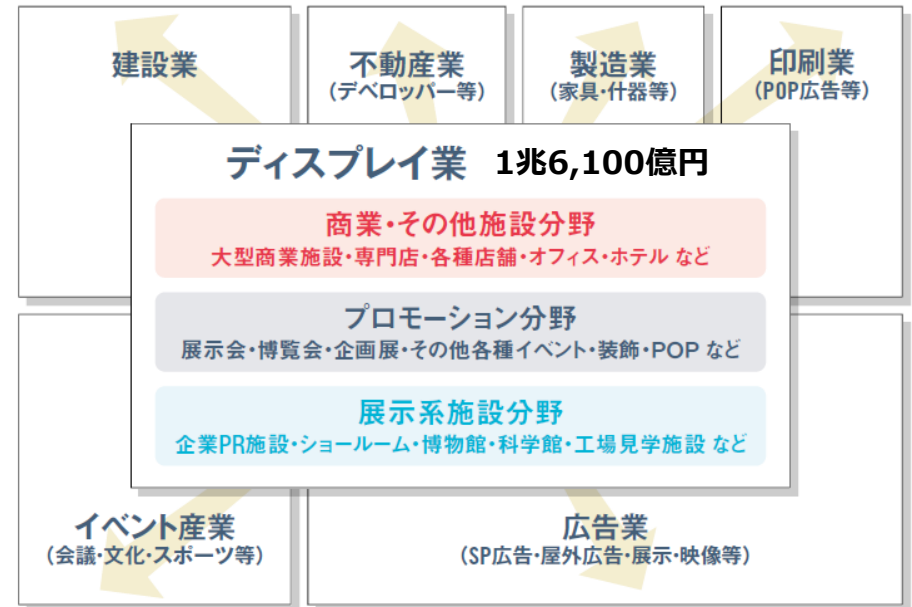 建設業
不動産業
(デベロッパー等)
製造業
(家具・什器等)
印刷業
(POP広告等)
ディスプレイ業 1兆6,100億円
商業・その他施設分野
大型商業施設・専門店・各種店舗・オフィス・ホテル など
プロモーション分野
展示会・博覧会・企画展・その他各種イベント・装飾・POP など
展示系施設分野
企業PR施設・ショールーム・博物館・科学館・工場見学施設 など
イベント産業
(会議・文化・スポーツ等)
広告業
(SP広告・屋外広告・展示・映像等)